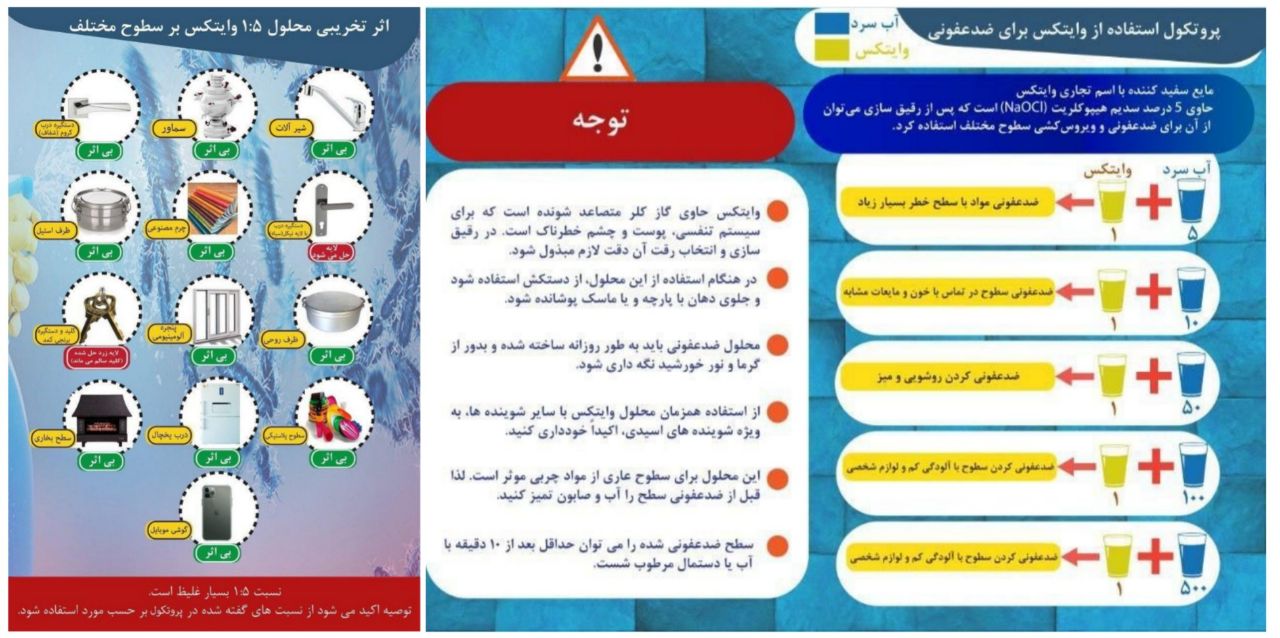 پروتکول استفاده از وایتکس برای ضدعفونی
آب سرد
وایتکس
مایع سفید کننده با اسم تجاری وایتکس
حاوی 5 درصد سدیم هیپوکلریت (NaOCl) است که پس از رقیق سازی می‌توان
از آن برای ضدعفونی و ویروس‌کشی سطوح مختلف استفاده کرد.
آب سرد
وایتکس
ضدعفونی مواد با سطح خطر بسیار زیاد
۵
۱
ضدعفونی سطوح در تماس با خون و مایعات مشابه
۱۰
۱
ضدعفونی کردن روشویی و میز
۵۰
۱
ضدعفونی کردن سطوح با آلودگی کم و لوازم شخصی
۱۰۰
۱
ضدعفونی کردن سطوح با آلودگی کم و لوازم شخصی
۵۰۰
۱
!
توجه
وایتکس حاوی گاز کلر متصاعد شونده است که برای
سیستم تنفسی، پوست و چشم خطرناک است. در رقیق
سازی و انتخاب رقت آن دقت لازم مبذول شود.
در هنگام استفاده از این محلول، از دستکش استفاده شود
و جلوی دهان با پارچه و یا ماسک پوشانده شود.
محلول ضدعفونی باید به طور روزانه ساخته شده و بدور از
گرما و نور خورشید نگه داری شود.
از استفاده همزمان محلول وایتکس با سایر شوینده ها، به
ویژه شوینده های اسیدی، اکیداً خودداری کنید.
این محلول برای سطوح عاری از مواد چربی موثر است. لذا
قبل از ضدعفونی سطح را آب و صابون تمیز کنید.
سطح ضدعفونی شده را می توان حداقل بعد از ۱۰ دقیقه با
آب یا دستمال مرطوب شست.
اثر تخریبی محلول ۱:۵ وایتکس بر سطوح مختلف
شیر آلات
بی اثر
سماور
بی اثر
دستگیره درب
کروم (شفاف)
بی اثر
دستگیره درب
با لایه نیکل(سیاه)
لایه
حل می شود
چرم مصنوعی
بی اثر
ظرف استیل
بی اثر
ظرف روحی
بی اثر
پنجره
آلومینیومی
بی اثر
کلید و دستگیره
برنجی کمد
لایه زرد حل شده
(کلید سالم می ماند)
سطوح پلاستیکی
بی اثر
درب یخچال
بی اثر
سطح بخاری
بی اثر
گوشی موبایل
بی اثر
نسبت ۱:۵ بسیار غلیظ است.
توصیه اکید می شود از نسبت های گفته شده در پروتکول بر حسب مورد استفاده شود.